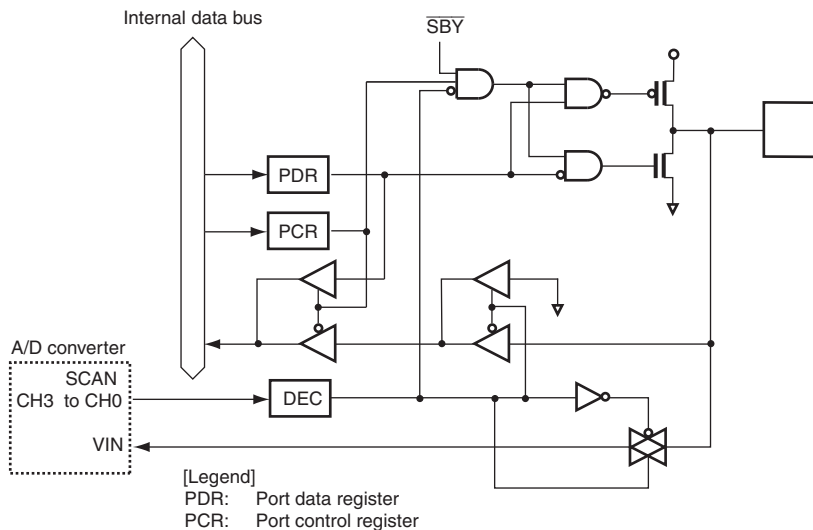 Internal data bus
SBY
PDR
PCR
A/D converter
SCAN
CH3 to CH0
DEC
VIN
[Legend]
PDR: Port data register
PCR: Port control register